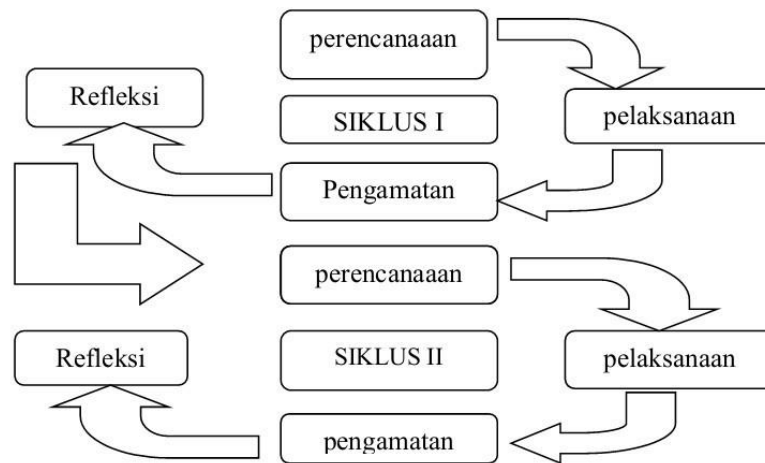 perencanaaan
Refleksi
SIKLUS I
pelaksanaan
Pengamatan
perencanaaan
Refleksi
SIKLUS II
pelaksanaan
pengamatan